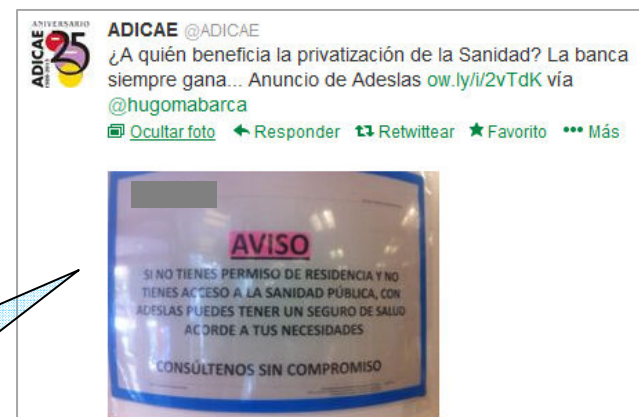 ANIVERSARIO
ADICAE
25
ADICAE @ADICAE
¿A quién beneficia la privatización de la Sanidad? La banca
siempre gana... Anuncio de Adeslas ow.ly/i/2vTdK vía
@hugomabarca
Ocultar foto Responder Retwittear Favorito ••• Más
AVISO
SI NO TIENES PERMISO DE RESIDENCIA Y NO
TIENES ACCESO A LA SANIDAD PÚBLICA, CON
ADESLAS PUEDES TENER UN SEGURO DE SALUD
ACORDE A TUS NECESIDADES
CONSÚLTENOS SIN COMPROMISO